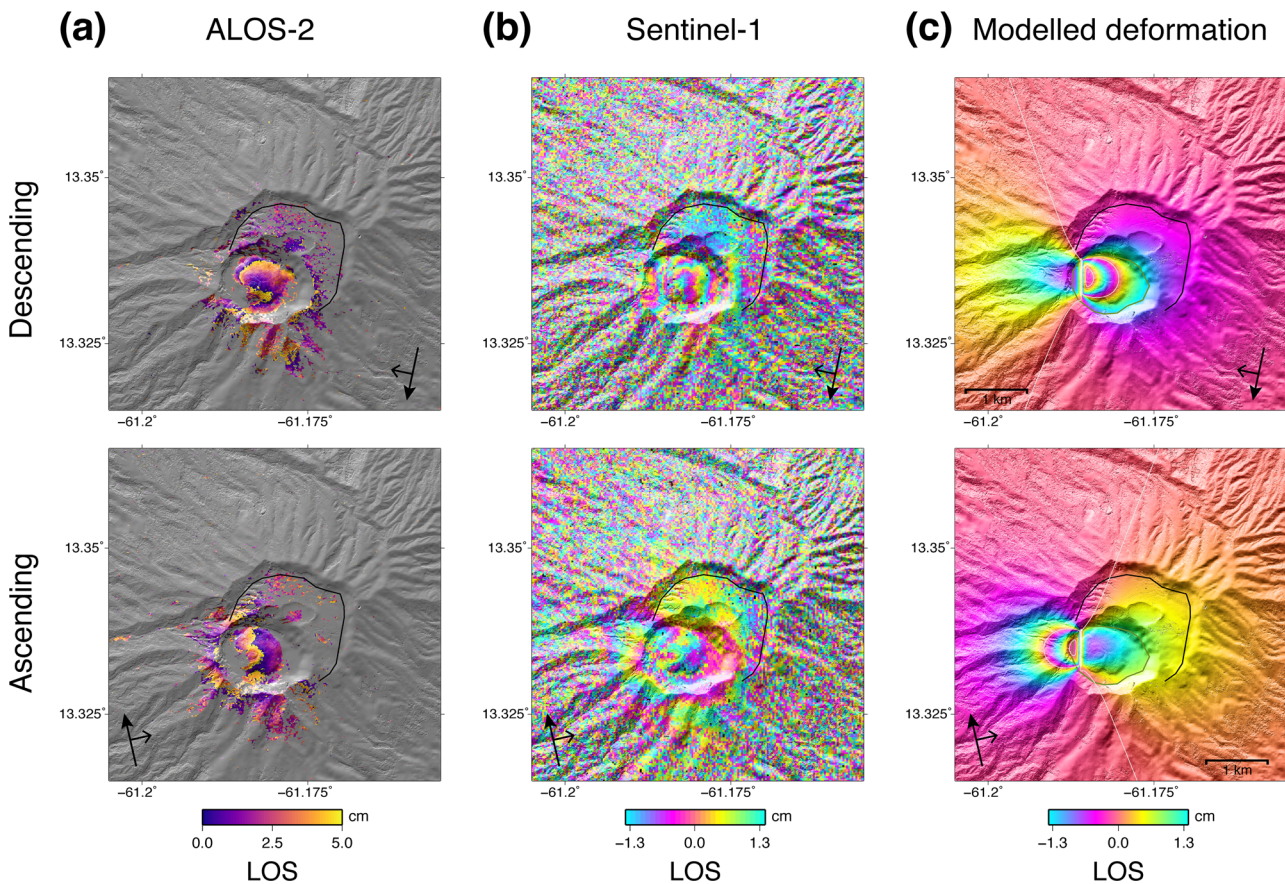 (a) ALOS-2
(b) Sentinel-1
(c) Modelled deformation
Descending
13.35°
13.325°
−61.2°
−61.175°
13.35°
13.325°
−61.2°
−61.175°
13.35°
13.325°
1 km
−61.2°
−61.175°
Ascending
13.35°
13.325°
−61.2°
−61.175°
13.35°
13.325°
−61.2°
−61.175°
13.35°
13.325°
1 km
−61.2°
−61.175°
cm
0.0 2.5 5.0
LOS
cm
−1.3 0.0 1.3
LOS
cm
−1.3 0.0 1.3
LOS